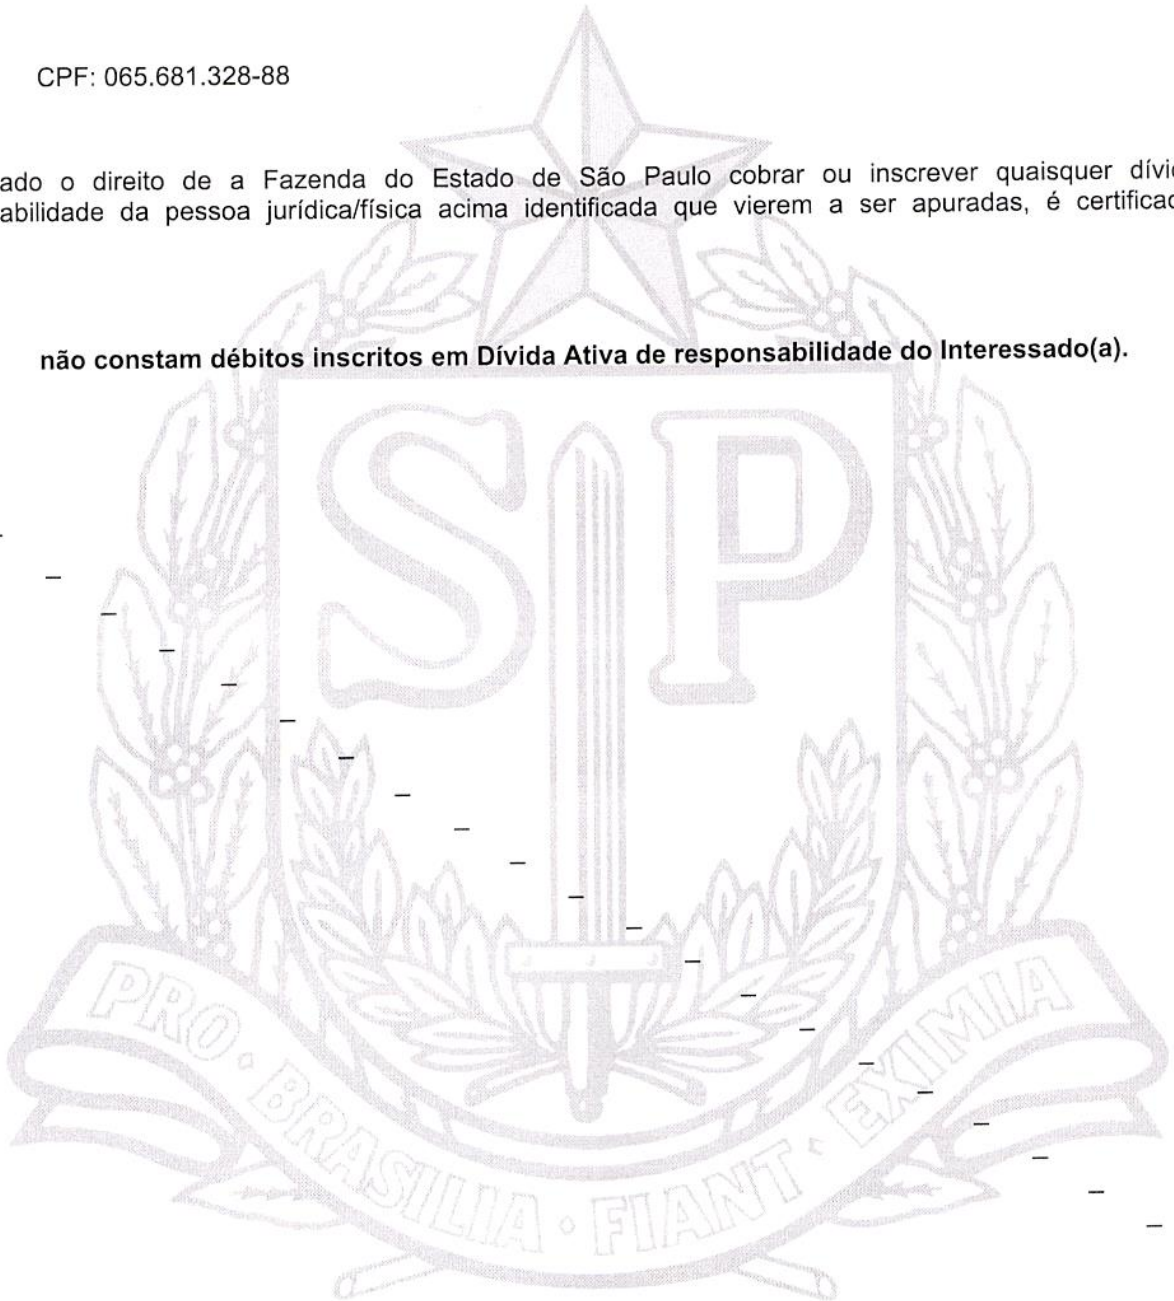 CPF: 065.681.328-88
ado o direito de a Fazenda do Estado de São Paulo cobrar ou inscrever quaisquer
abilidade da pessoa jurídica/física acima identificada que vierem a ser apuradas, é
não constam débitos inscritos em Dívida Ativa de responsabilidade do Interessado(a).
SP
PRO • BRASILIA • FIANT • EXIMIA